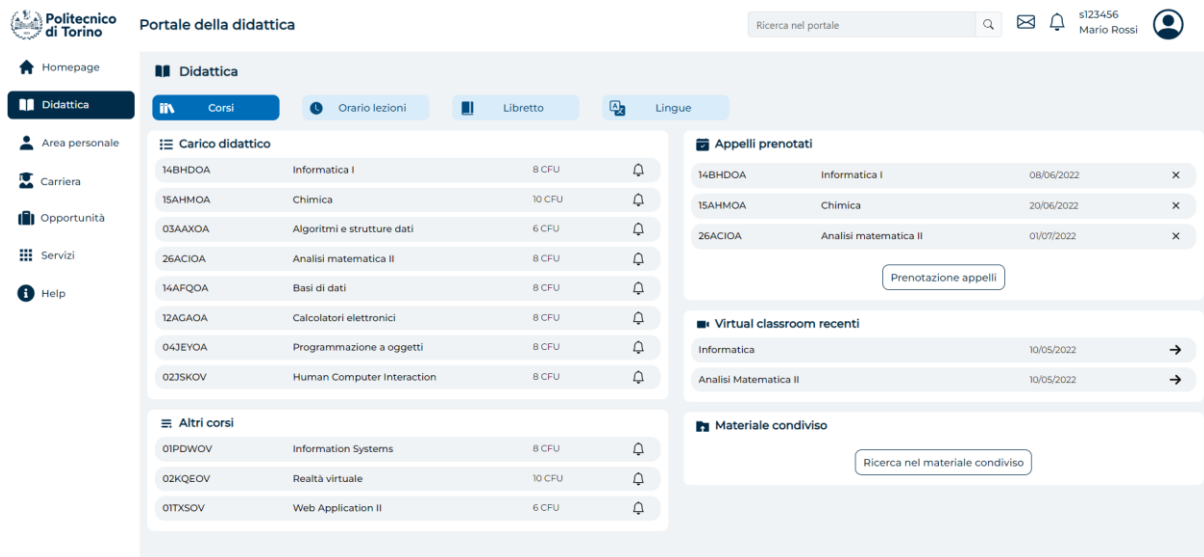 Politecnico
di Torino
Portale della didattica
Ricerca nel portale
s123456
Mario Rossi
Homepage
Didattica
Area personale
Carriera
Opportunità
Servizi
Help
Didattica
Corsi
Orario lezioni
Libretto
Lingue
Carico didattico
14BHDOA Informatica I 8 CFU
15AHMOA Chimica 10 CFU
03AAXOA Algoritmi e strutture dati 6 CFU
26ACIOA Analisi matematica II 8 CFU
14AFQOA Basi di dati 8 CFU
12AGAOA Calcolatori elettronici 8 CFU
04JEYOA Programmazione a oggetti 8 CFU
02JSKOV Human Computer Interaction 8 CFU
Altri corsi
01PDWOV Information Systems 8 CFU
02KQEOV Realtà virtuale 10 CFU
01TXSOV Web Application II 6 CFU
Appelli prenotati
14BHDOA Informatica I 08/06/2022
15AHMOA Chimica 20/06/2022
26ACIOA Analisi matematica II 01/07/2022
Prenotazione appelli
Virtual classroom recenti
Informatica 10/05/2022
Analisi Matematica II 10/05/2022
Materiale condiviso
Ricerca nel materiale condiviso